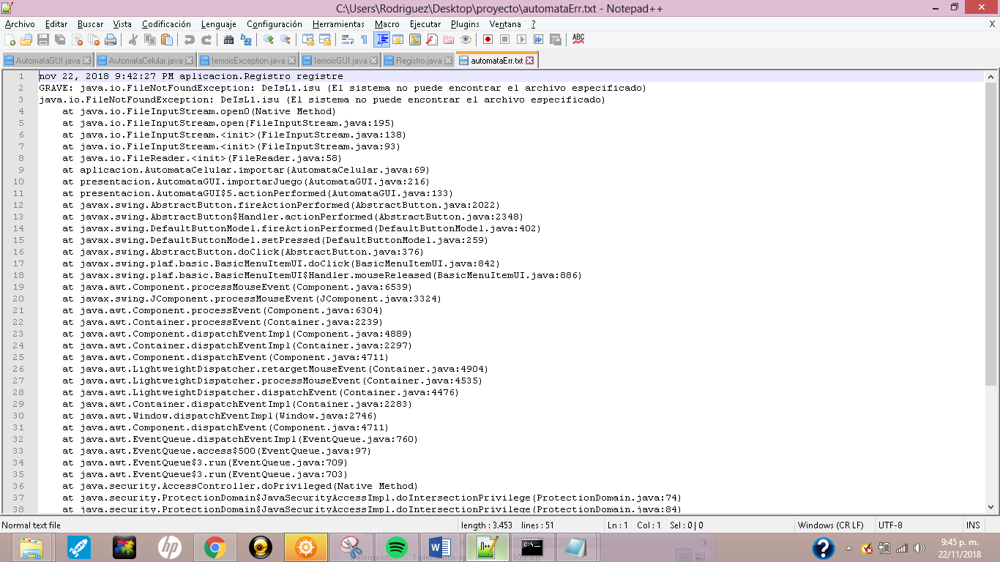 C:\Users\Rodriguez\Desktop\proyecto\automataErr.txt - Notepad++
Archivo Editar Buscar Vista Codificación Lenguaje Configuración Herramientas Macro Ejecutar Plugins Ventana ? X
ABC
AutomataGUI.java AutomataCelular.java IemoisException.java IemoisGUI.java Registro.java automataErr.txt
1 nov 22, 2018 9:42:27 PM aplicacion.Registro registre
2 GRAVE: java.io.FileNotFoundException: DeIsL1.isu (El sistema no puede encontrar el archivo especificado)
3 java.io.FileNotFoundException: DeIsL1.isu (El sistema no puede encontrar el archivo especificado)
4 at java.io.FileInputStream.open0(Native Method)
5 at java.io.FileInputStream.open(FileInputStream.java:195)
6 at java.io.FileInputStream.<init>(FileInputStream.java:138)
7 at java.io.FileInputStream.<init>(FileInputStream.java:93)
8 at java.io.FileReader.<init>(FileReader.java:58)
9 at aplicacion.AutomataCelular.importar(AutomataCelular.java:69)
10 at presentacion.AutomataGUI.importarJuego(AutomataGUI.java:216)
11 at presentacion.AutomataGUI$5.actionPerformed(AutomataGUI.java:133)
12 at javax.swing.AbstractButton.fireActionPerformed(AbstractButton.java:2022)
13 at javax.swing.AbstractButton$Handler.actionPerformed(AbstractButton.java:2348)
14 at javax.swing.DefaultButtonModel.fireActionPerformed(DefaultButtonModel.java:402)
15 at javax.swing.DefaultButtonModel.setPressed(DefaultButtonModel.java:259)
16 at javax.swing.AbstractButton.doClick(AbstractButton.java:376)
17 at javax.swing.plaf.basic.BasicMenuItemUI.doClick(BasicMenuItemUI.java:842)
18 at javax.swing.plaf.basic.BasicMenuItemUI$Handler.mouseReleased(BasicMenuItemUI.java:886)
19 at java.awt.Component.processMouseEvent(Component.java:6539)
20 at javax.swing.JComponent.processMouseEvent(JComponent.java:3324)
21 at java.awt.Component.processEvent(Component.java:6304)
22 at java.awt.Container.processEvent(Container.java:2239)
23 at java.awt.Component.dispatchEventImpl(Component.java:4889)
24 at java.awt.Container.dispatchEventImpl(Container.java:2297)
25 at java.awt.Component.dispatchEvent(Component.java:4711)
26 at java.awt.LightweightDispatcher.retargetMouseEvent(Container.java:4904)
27 at java.awt.LightweightDispatcher.processMouseEvent(Container.java:4535)
28 at java.awt.LightweightDispatcher.dispatchEvent(Container.java:4476)
29 at java.awt.Container.dispatchEventImpl(Container.java:2283)
30 at java.awt.Window.dispatchEventImpl(Window.java:2746)
31 at java.awt.Component.dispatchEvent(Component.java:4711)
32 at java.awt.EventQueue.dispatchEventImpl(EventQueue.java:760)
33 at java.awt.EventQueue.access$500(EventQueue.java:97)
34 at java.awt.EventQueue$3.run(EventQueue.java:709)
35 at java.awt.EventQueue$3.run(EventQueue.java:703)
36 at java.security.AccessController.doPrivileged(Native Method)
37 at java.security.ProtectionDomain$JavaSecurityAccessImpl.doIntersectionPrivilege(ProtectionDomain.java:74)
38 at java.security.ProtectionDomain$JavaSecurityAccessImpl.doIntersectionPrivilege(ProtectionDomain.java:84)
Normal text file length : 3.453 lines : 51 Ln : 1 Col : 1 Sel : 0 | 0 Windows (CR LF) UTF-8 INS
9:45 p. m.
22/11/2018